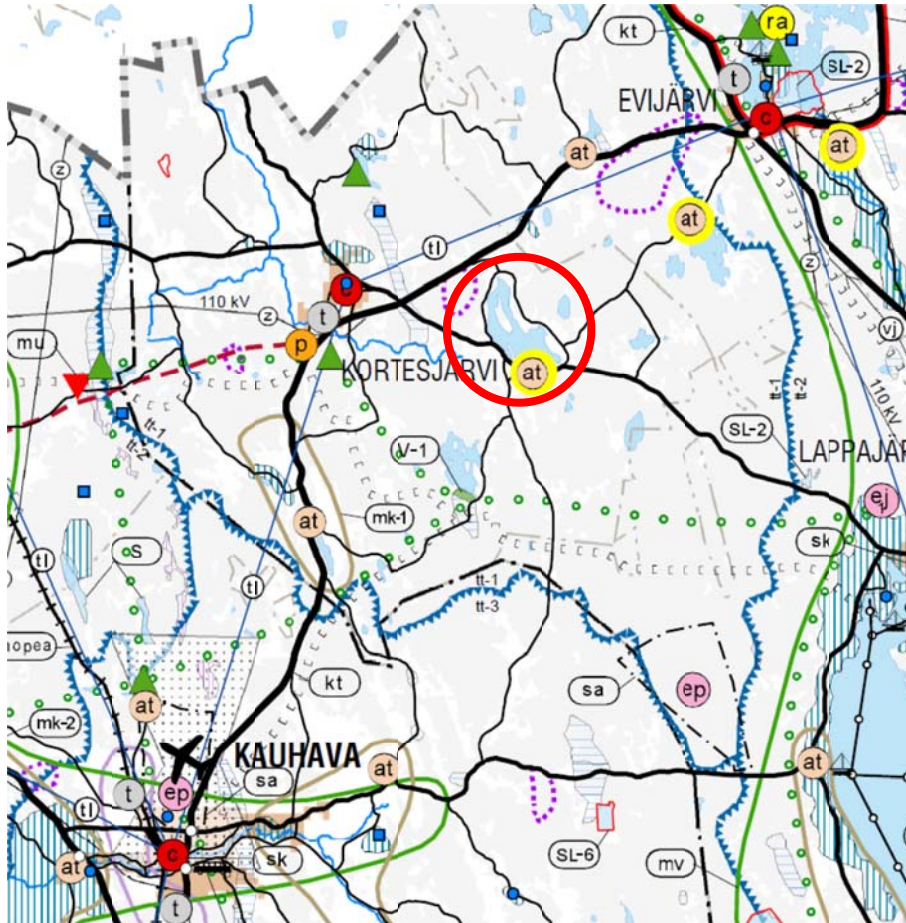 kt
ra
t
SL-2
EVIJÄRVI
c
at
at
z
at
tl
z
110 kV
z
t
mu
p
KORTESJÄRVI
at
vj
tt-1
tt-2
110 kV
tt-1
tt-2
SL-2
V-1
LAPPAJÄR
ej
at
mk-1
sk
S
tl
tl
tt-1
tt-3
nopea
kt
sa
ep
at
mk-2
KAUHAVA
at
at
sa
t
ep
tl
c
sk
SL-6
mv
at
t